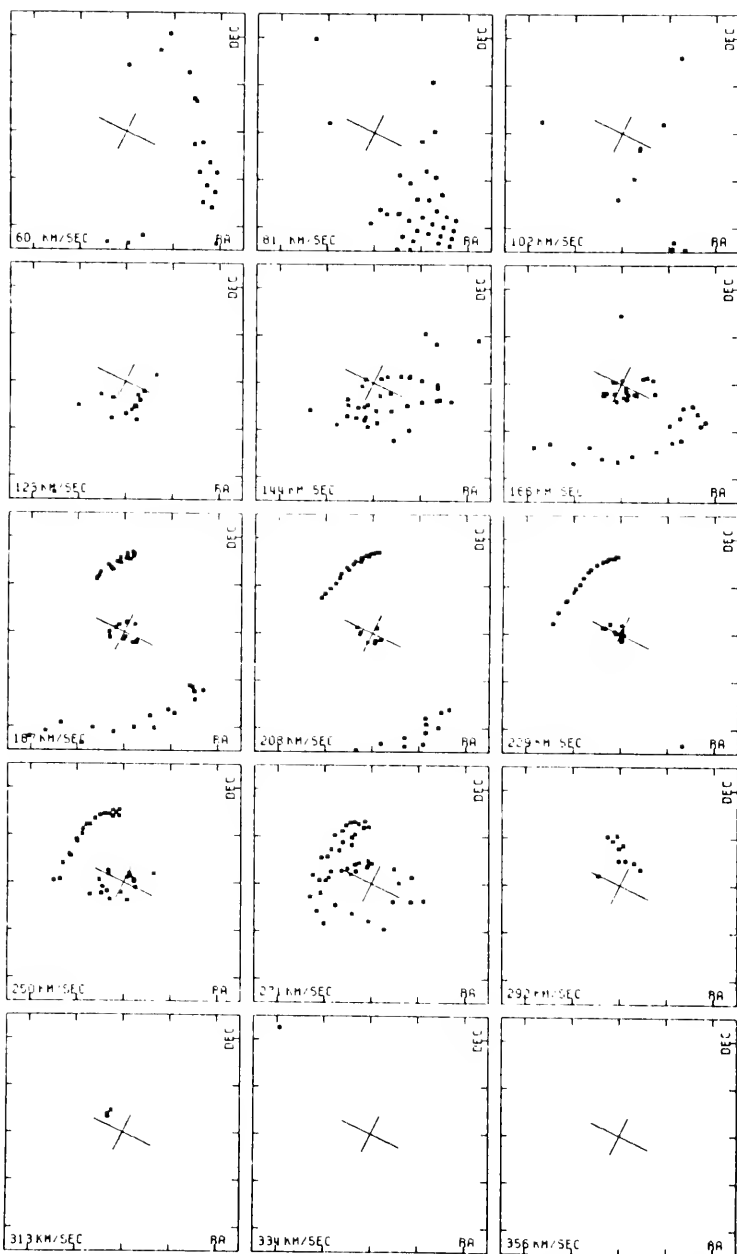 DEC
DEC
DEC
60 KM/SEC RA
81 KM/SEC RA
102 KM/SEC RA
DEC
DEC
DEC
123 KM/SEC RA
144 KM SEC RA
166 KM SEC RA
DEC
DEC
DEC
187 KM/SEC RA
208 KM/SEC RA
229 KM SEC RA
DEC
DEC
DEC
250 KM/SEC RA
271 KM/SEC RA
292 KM/SEC RA
DEC
DEC
DEC
313 KM/SEC RA
334 KM/SEC RA
356 KM/SEC RA